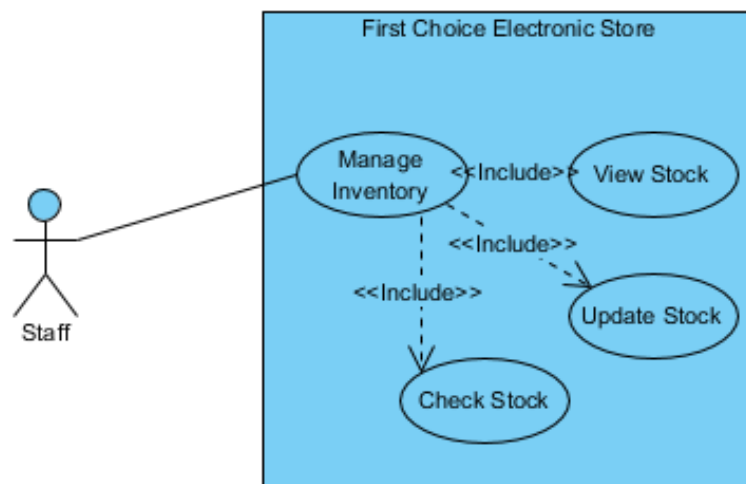 First Choice Electronic Store
Manage
Inventory
<<Include>>
View Stock
<<Include>>
<<Include>>
Update Stock
Staff
Check Stock